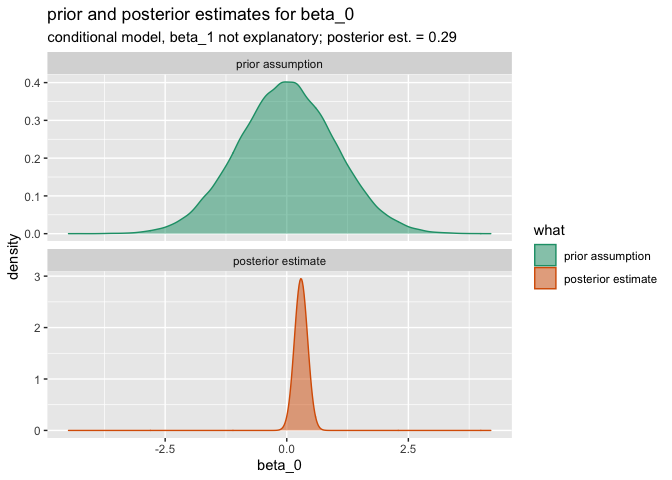 prior and posterior estimates for beta_0
conditional model, beta_1 not explanatory; posterior est. = 0.29
prior assumption
0.4
0.3
0.2
0.1
0.0
posterior estimate
3
2
1
0
-2.5 0.0 2.5
beta_0
density
what
prior assumption
posterior estimate